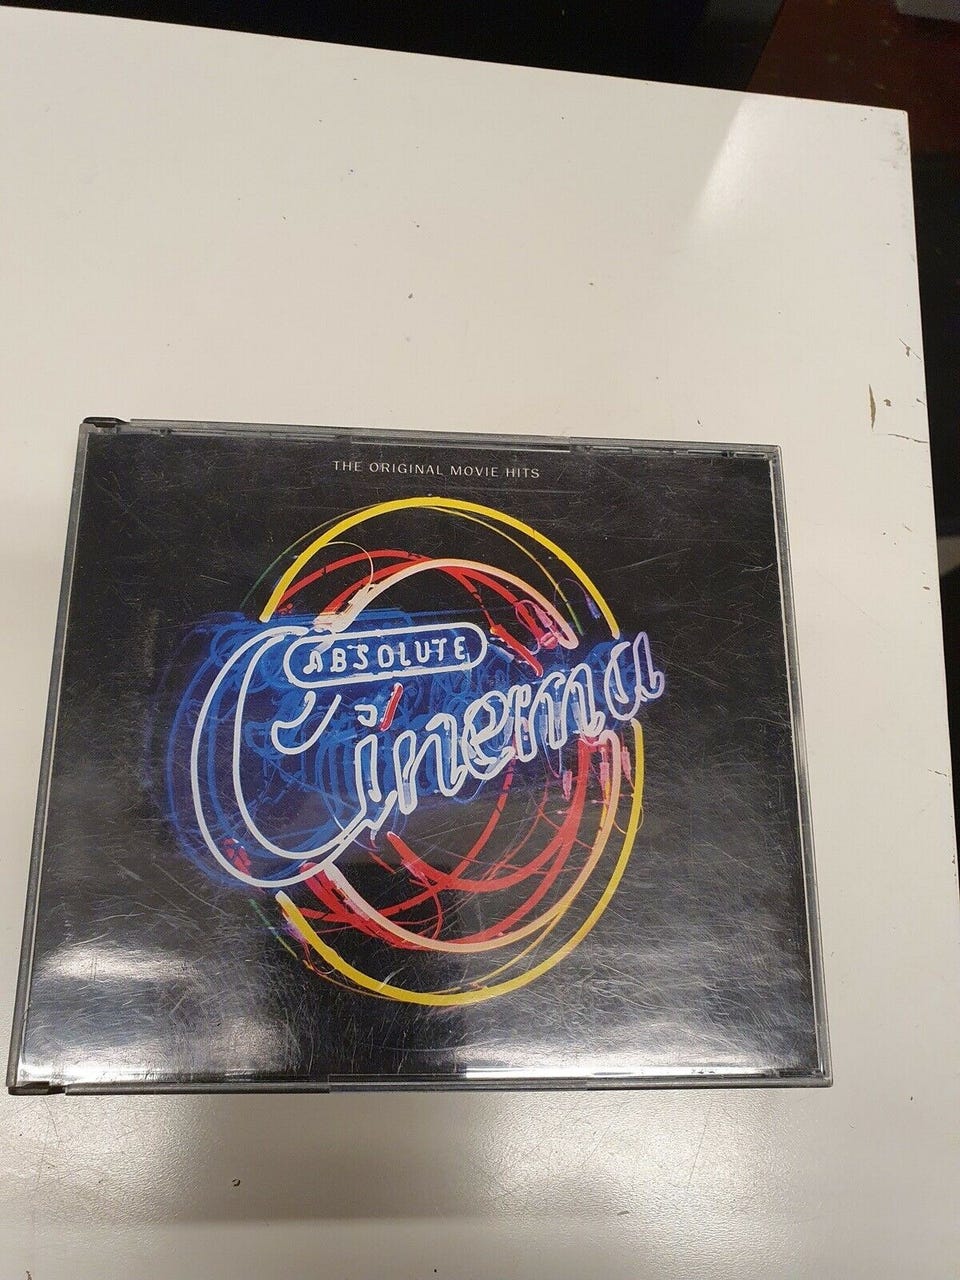 THE ORIGINAL MOVIE HITS
ABSOLUTE
Cinema